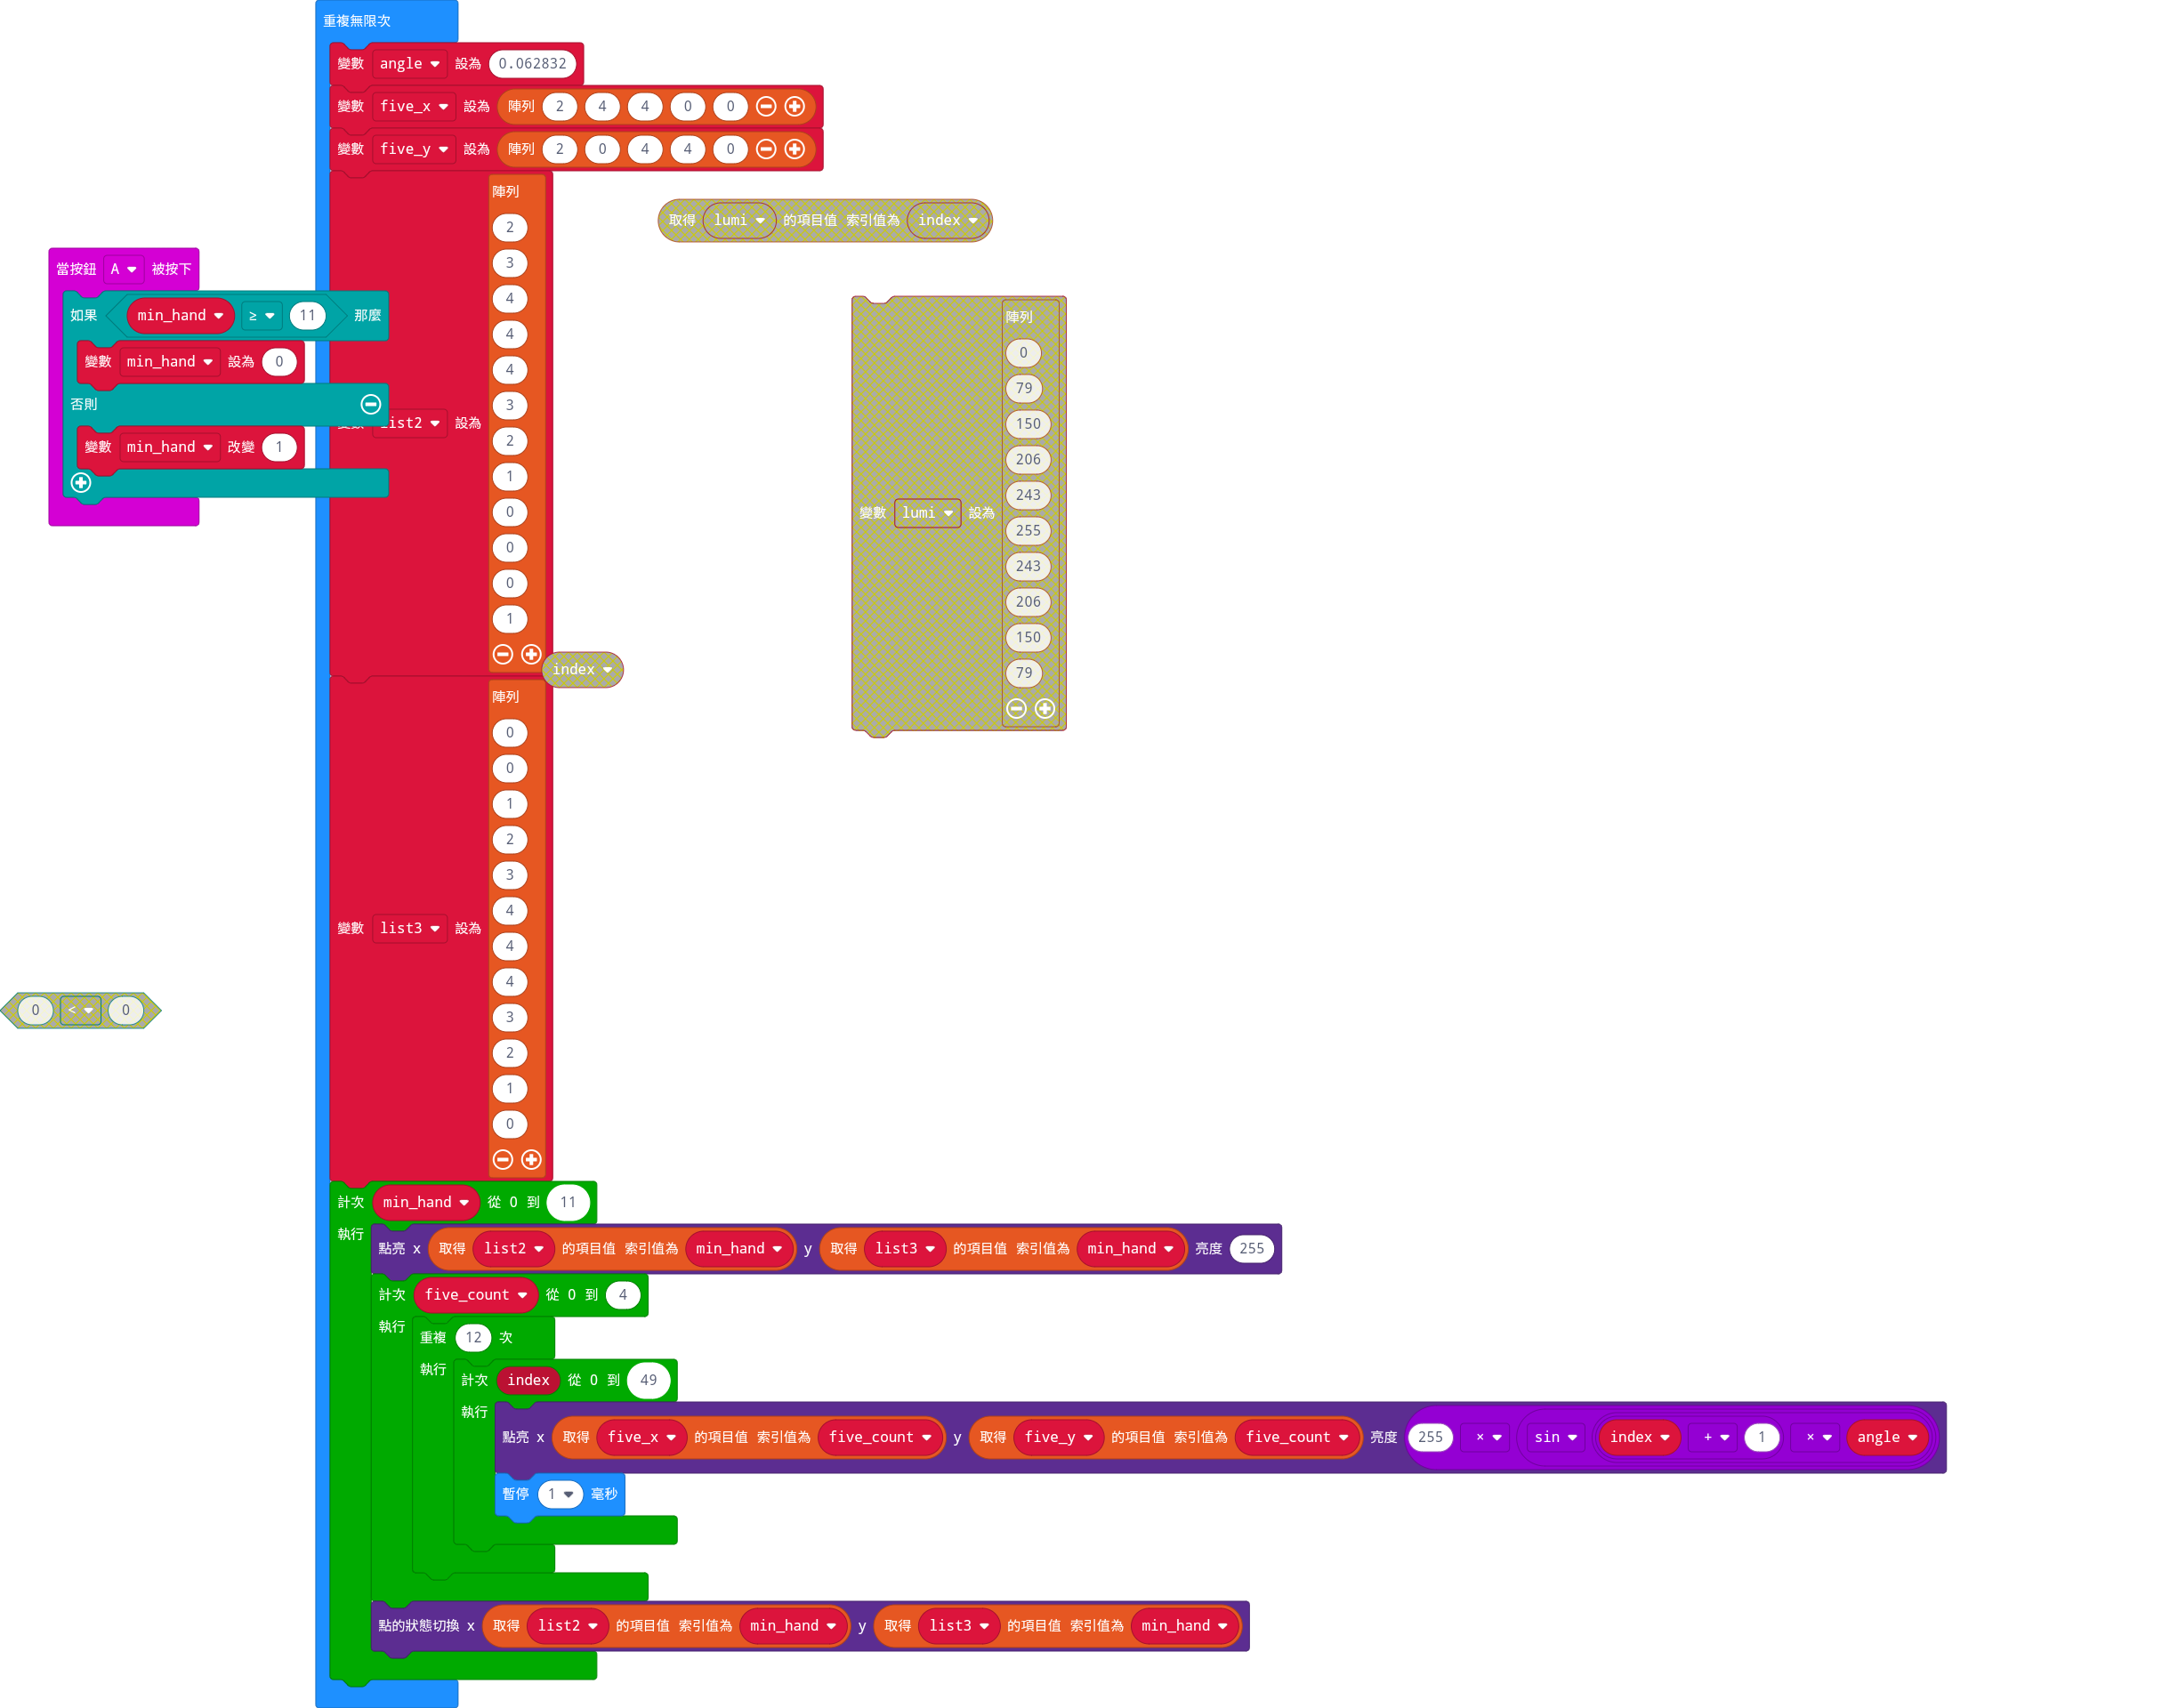 重複無限次
變數 angle 設為 0.062832
變數 five_x 設為 陣列 2 4 4 0 0
變數 five_y 設為 陣列 2 0 4 4 0
list2 設為
陣列
2
3
4
4
4
3
2
1
0
0
0
1
變數 list3 設為
陣列
0
0
1
2
3
4
4
4
3
2
1
0
計次 min_hand 從 0 到 11
執行
點亮 x 取得 list2 的項目值 索引值為 min_hand y 取得 list3 的項目值 索引值為 min_hand 亮度 255
計次 five_count 從 0 到 4
執行
重複 12 次
執行
計次 index 從 0 到 49
執行
點亮 x 取得 five_x 的項目值 索引值為 five_count y 取得 five_y 的項目值 索引值為 five_count 亮度 255 × sin index + 1 × angle
暫停 1 毫秒
點的狀態切換 x 取得 list2 的項目值 索引值為 min_hand y 取得 list3 的項目值 索引值為 min_hand
當按鈕 A 被按下
如果 min_hand ≥ 11 那麼
變數 min_hand 設為 0
否則
變數 min_hand 改變 1
取得 lumi 的項目值 索引值為 index
變數 lumi 設為
陣列
0
79
150
206
243
255
243
206
150
79
index
0 < 0